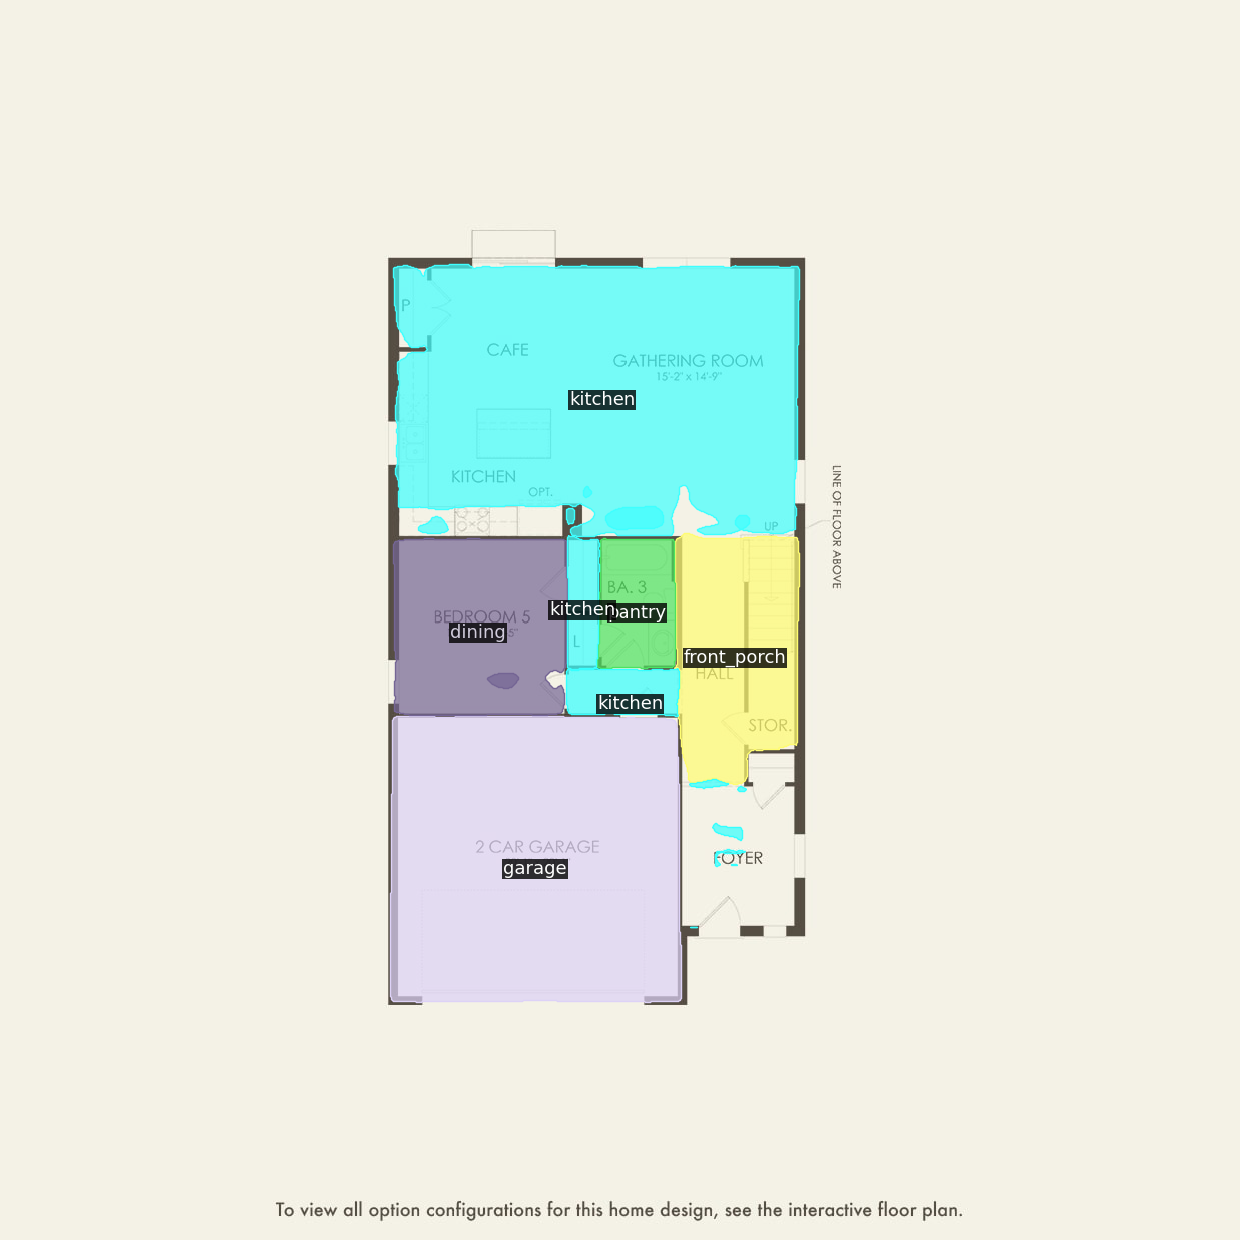 P
CAFE
GATHERING ROOM
15'-2" x 14'-9"
kitchen
KITCHEN
OPT.
UP
LINE OF FLOOR ABOVE
BEDROOM 5
dining
BA. 3
kitchen
pantry
L
front_porch
HALL
kitchen
STOR.
2 CAR GARAGE
garage
FOYER
To view all option configurations for this home design, see the interactive floor plan.